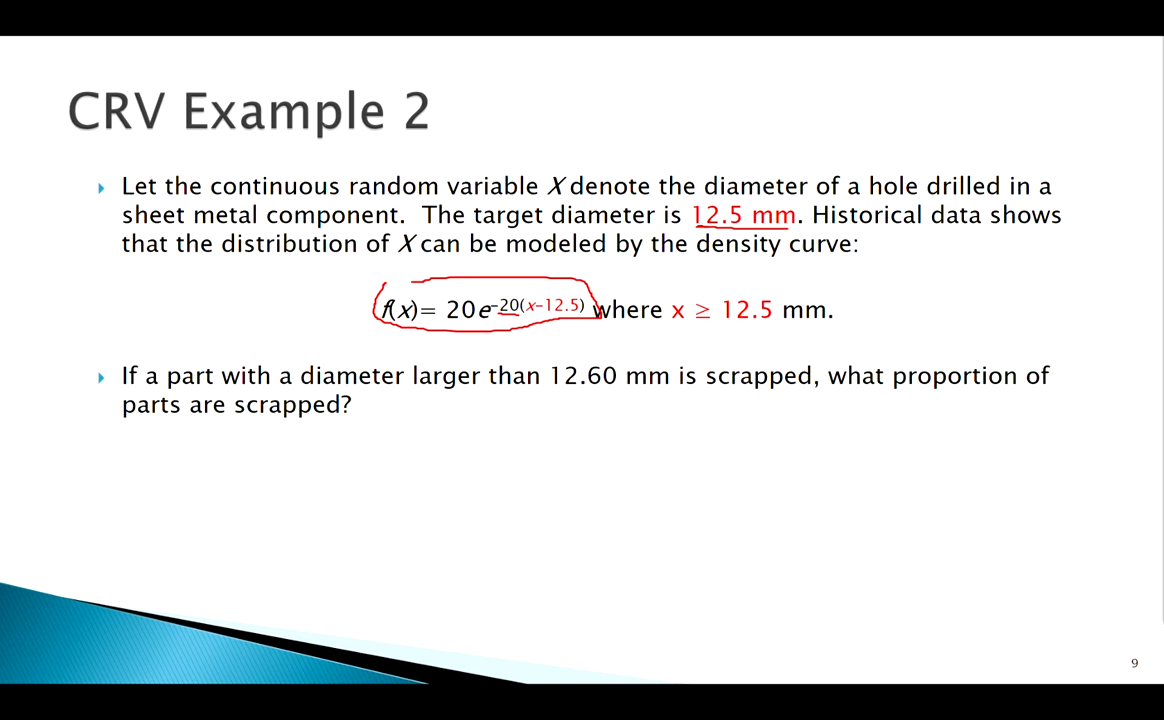 CRV Example 2
Let the continuous random variable X denote the diameter of a hole drilled in a
sheet metal component. The target diameter is 12.5 mm. Historical data shows
that the distribution of X can be modeled by the density curve:
f(x)= 20e–20(x–12.5) where x ≥ 12.5 mm.
If a part with a diameter larger than 12.60 mm is scrapped, what proportion of
parts are scrapped?
9